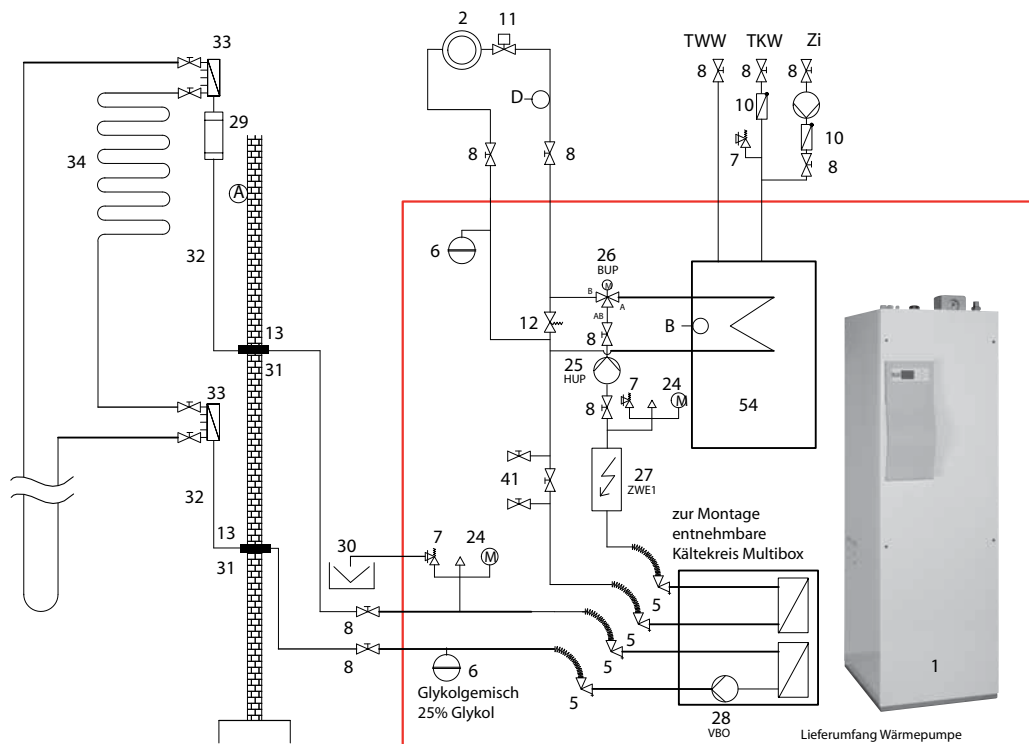 2
11
33
TWW
TKW
Zi
8
8
8
D
10
29
10
34
7
8
8
8
A
6
26
BUP
M
B
A
32
AB
B
12
8
13
31
25
HUP
7
24
M
33
8
54
41
27
ZWE1
32
zur Montage
entnehmbare
Kältekreis Multibox
13
7
24
30
M
31
5
8
5
5
8
6
Glykolgemisch
25% Glykol
5
1
28
VBO
Lieferumfang Wärmepumpe